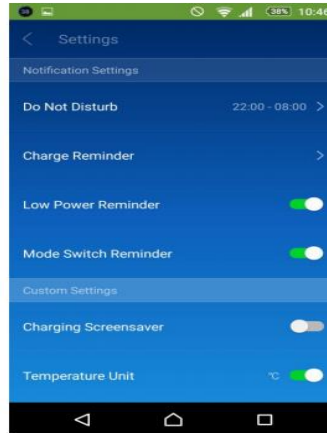 38 38% 10:46
< Settings
Notification Settings
Do Not Disturb 22:00 - 08:00 >
Charge Reminder >
Low Power Reminder
Mode Switch Reminder
Custom Settings
Charging Screensaver
Temperature Unit °C